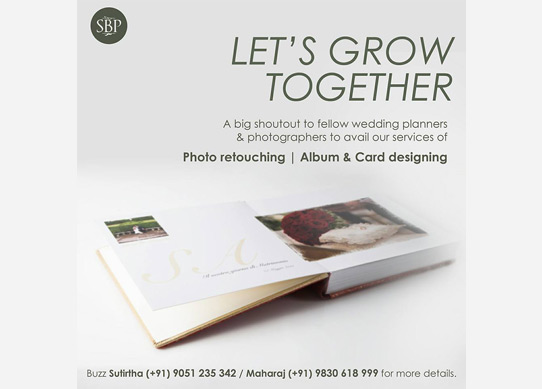 SBP
LET'S GROW
TOGETHER
A big shoutout to fellow wedding planners
& photographers to avail our services of
Photo retouching | Album & Card designing
SA
Buzz Sutirtha (+91) 9051 235 342 / Maharaj (+91) 9830 618 999 for more details.